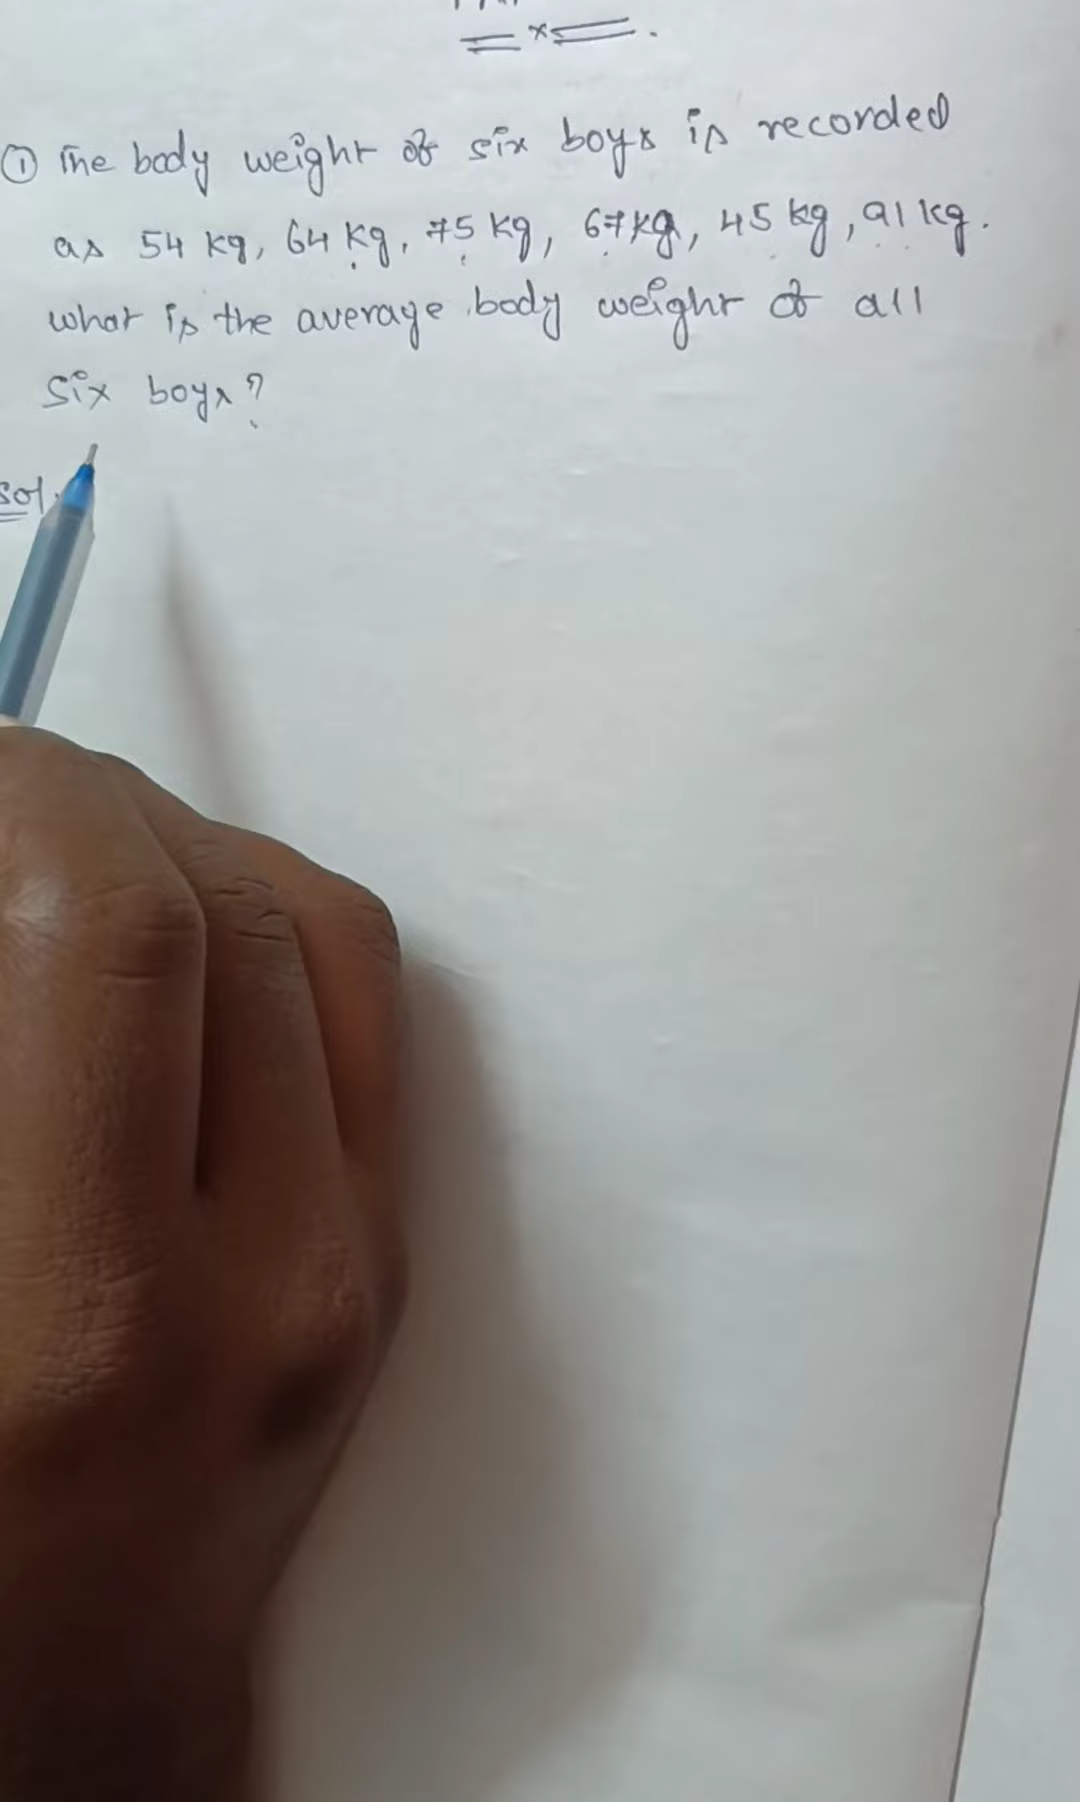 ① The body weight of six boys is recorded
as 54 kg, 64 kg, 75 kg, 67 kg, 45 kg, 91 kg.
what is the average body weight of all
six boys?
Sol.